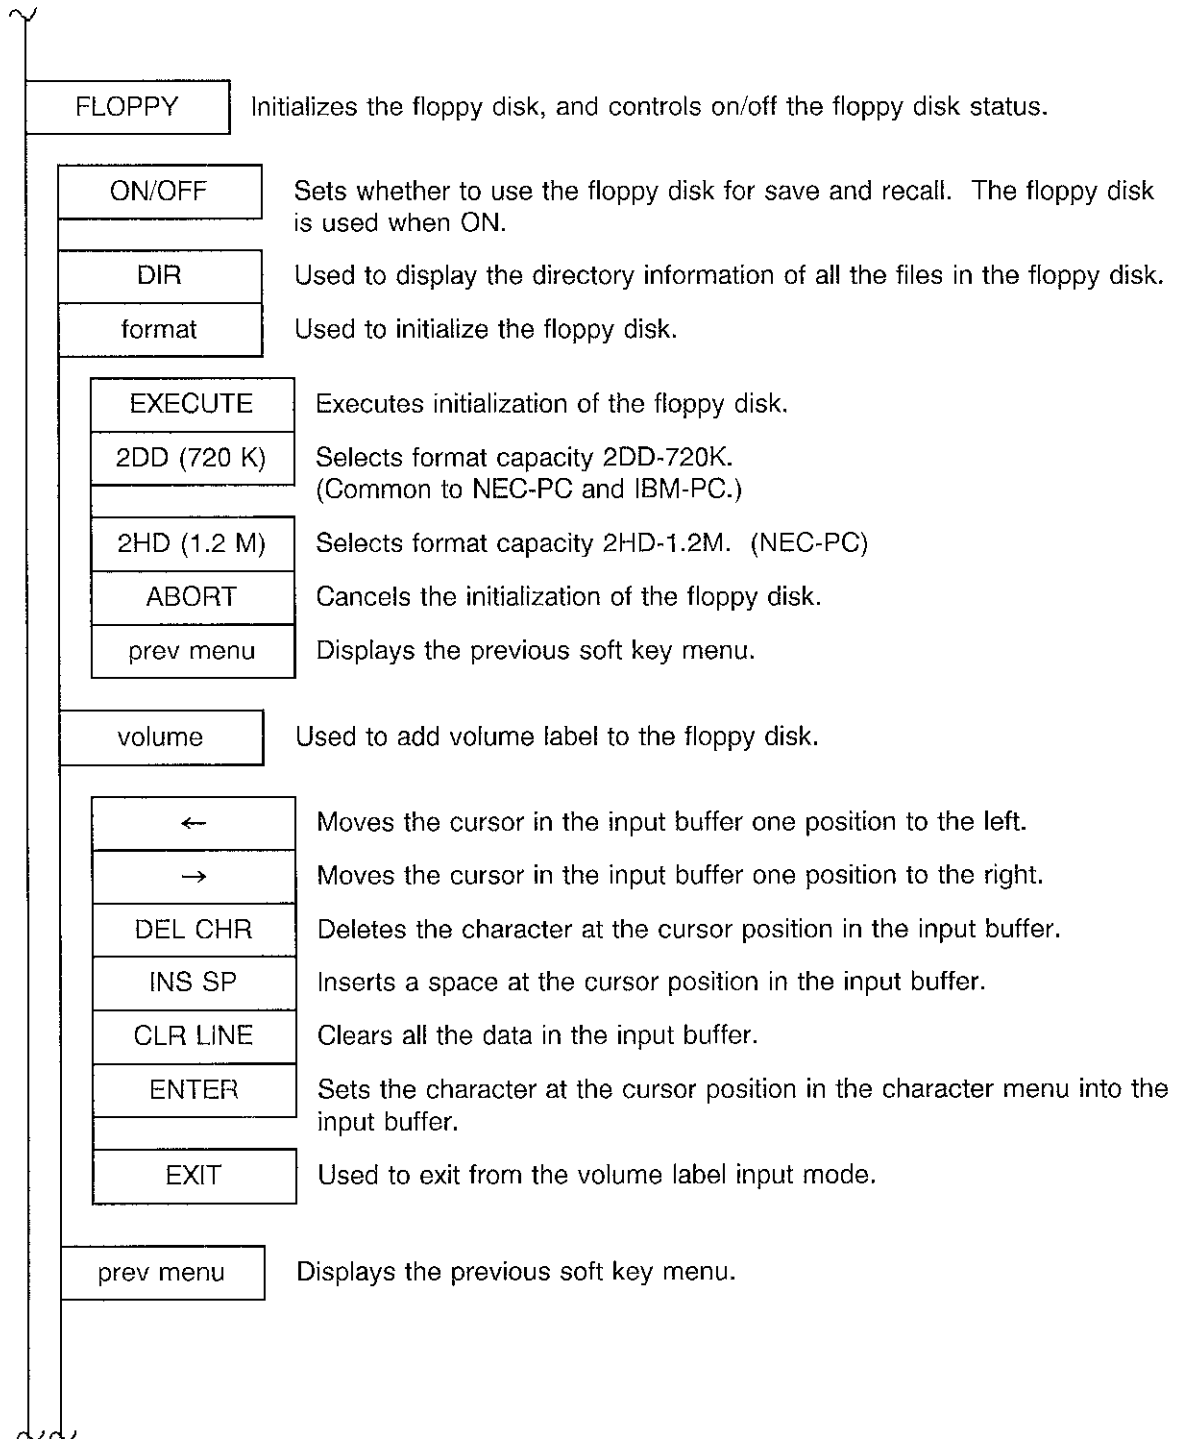 FLOPPY Initializes the floppy disk, and controls on/off the floppy disk status.
ON/OFF Sets whether to use the floppy disk for save and recall. The floppy disk
is used when ON.
DIR Used to display the directory information of all the files in the floppy disk.
format Used to initialize the floppy disk.
EXECUTE Executes initialization of the floppy disk.
2DD (720 K) Selects format capacity 2DD-720K.
(Common to NEC-PC and IBM-PC.)
2HD (1.2 M) Selects format capacity 2HD-1.2M. (NEC-PC)
ABORT Cancels the initialization of the floppy disk.
prev menu Displays the previous soft key menu.
volume Used to add volume label to the floppy disk.
← Moves the cursor in the input buffer one position to the left.
→ Moves the cursor in the input buffer one position to the right.
DEL CHR Deletes the character at the cursor position in the input buffer.
INS SP Inserts a space at the cursor position in the input buffer.
CLR LINE Clears all the data in the input buffer.
ENTER Sets the character at the cursor position in the character menu into the
input buffer.
EXIT Used to exit from the volume label input mode.
prev menu Displays the previous soft key menu.